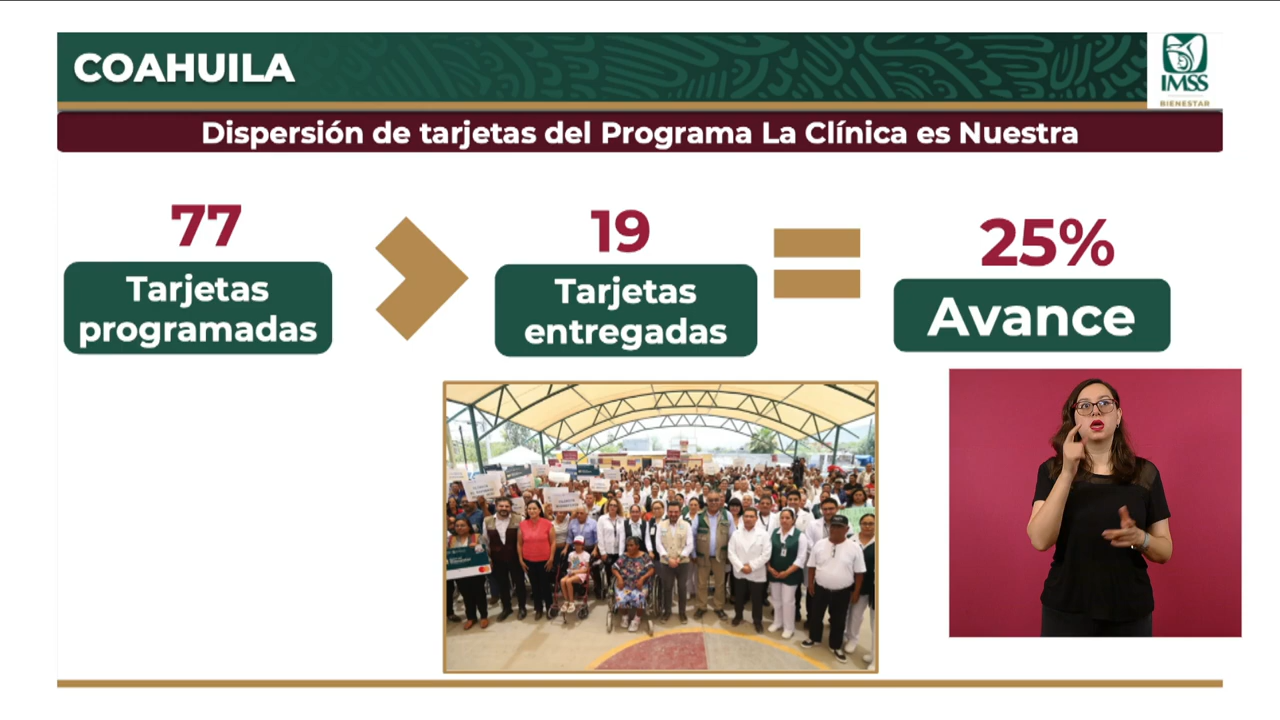 COAHUILA
IMSS
BIENESTAR
Dispersión de tarjetas del Programa La Clínica es Nuestra
77
Tarjetas
programadas
19
Tarjetas
entregadas
25%
Avance